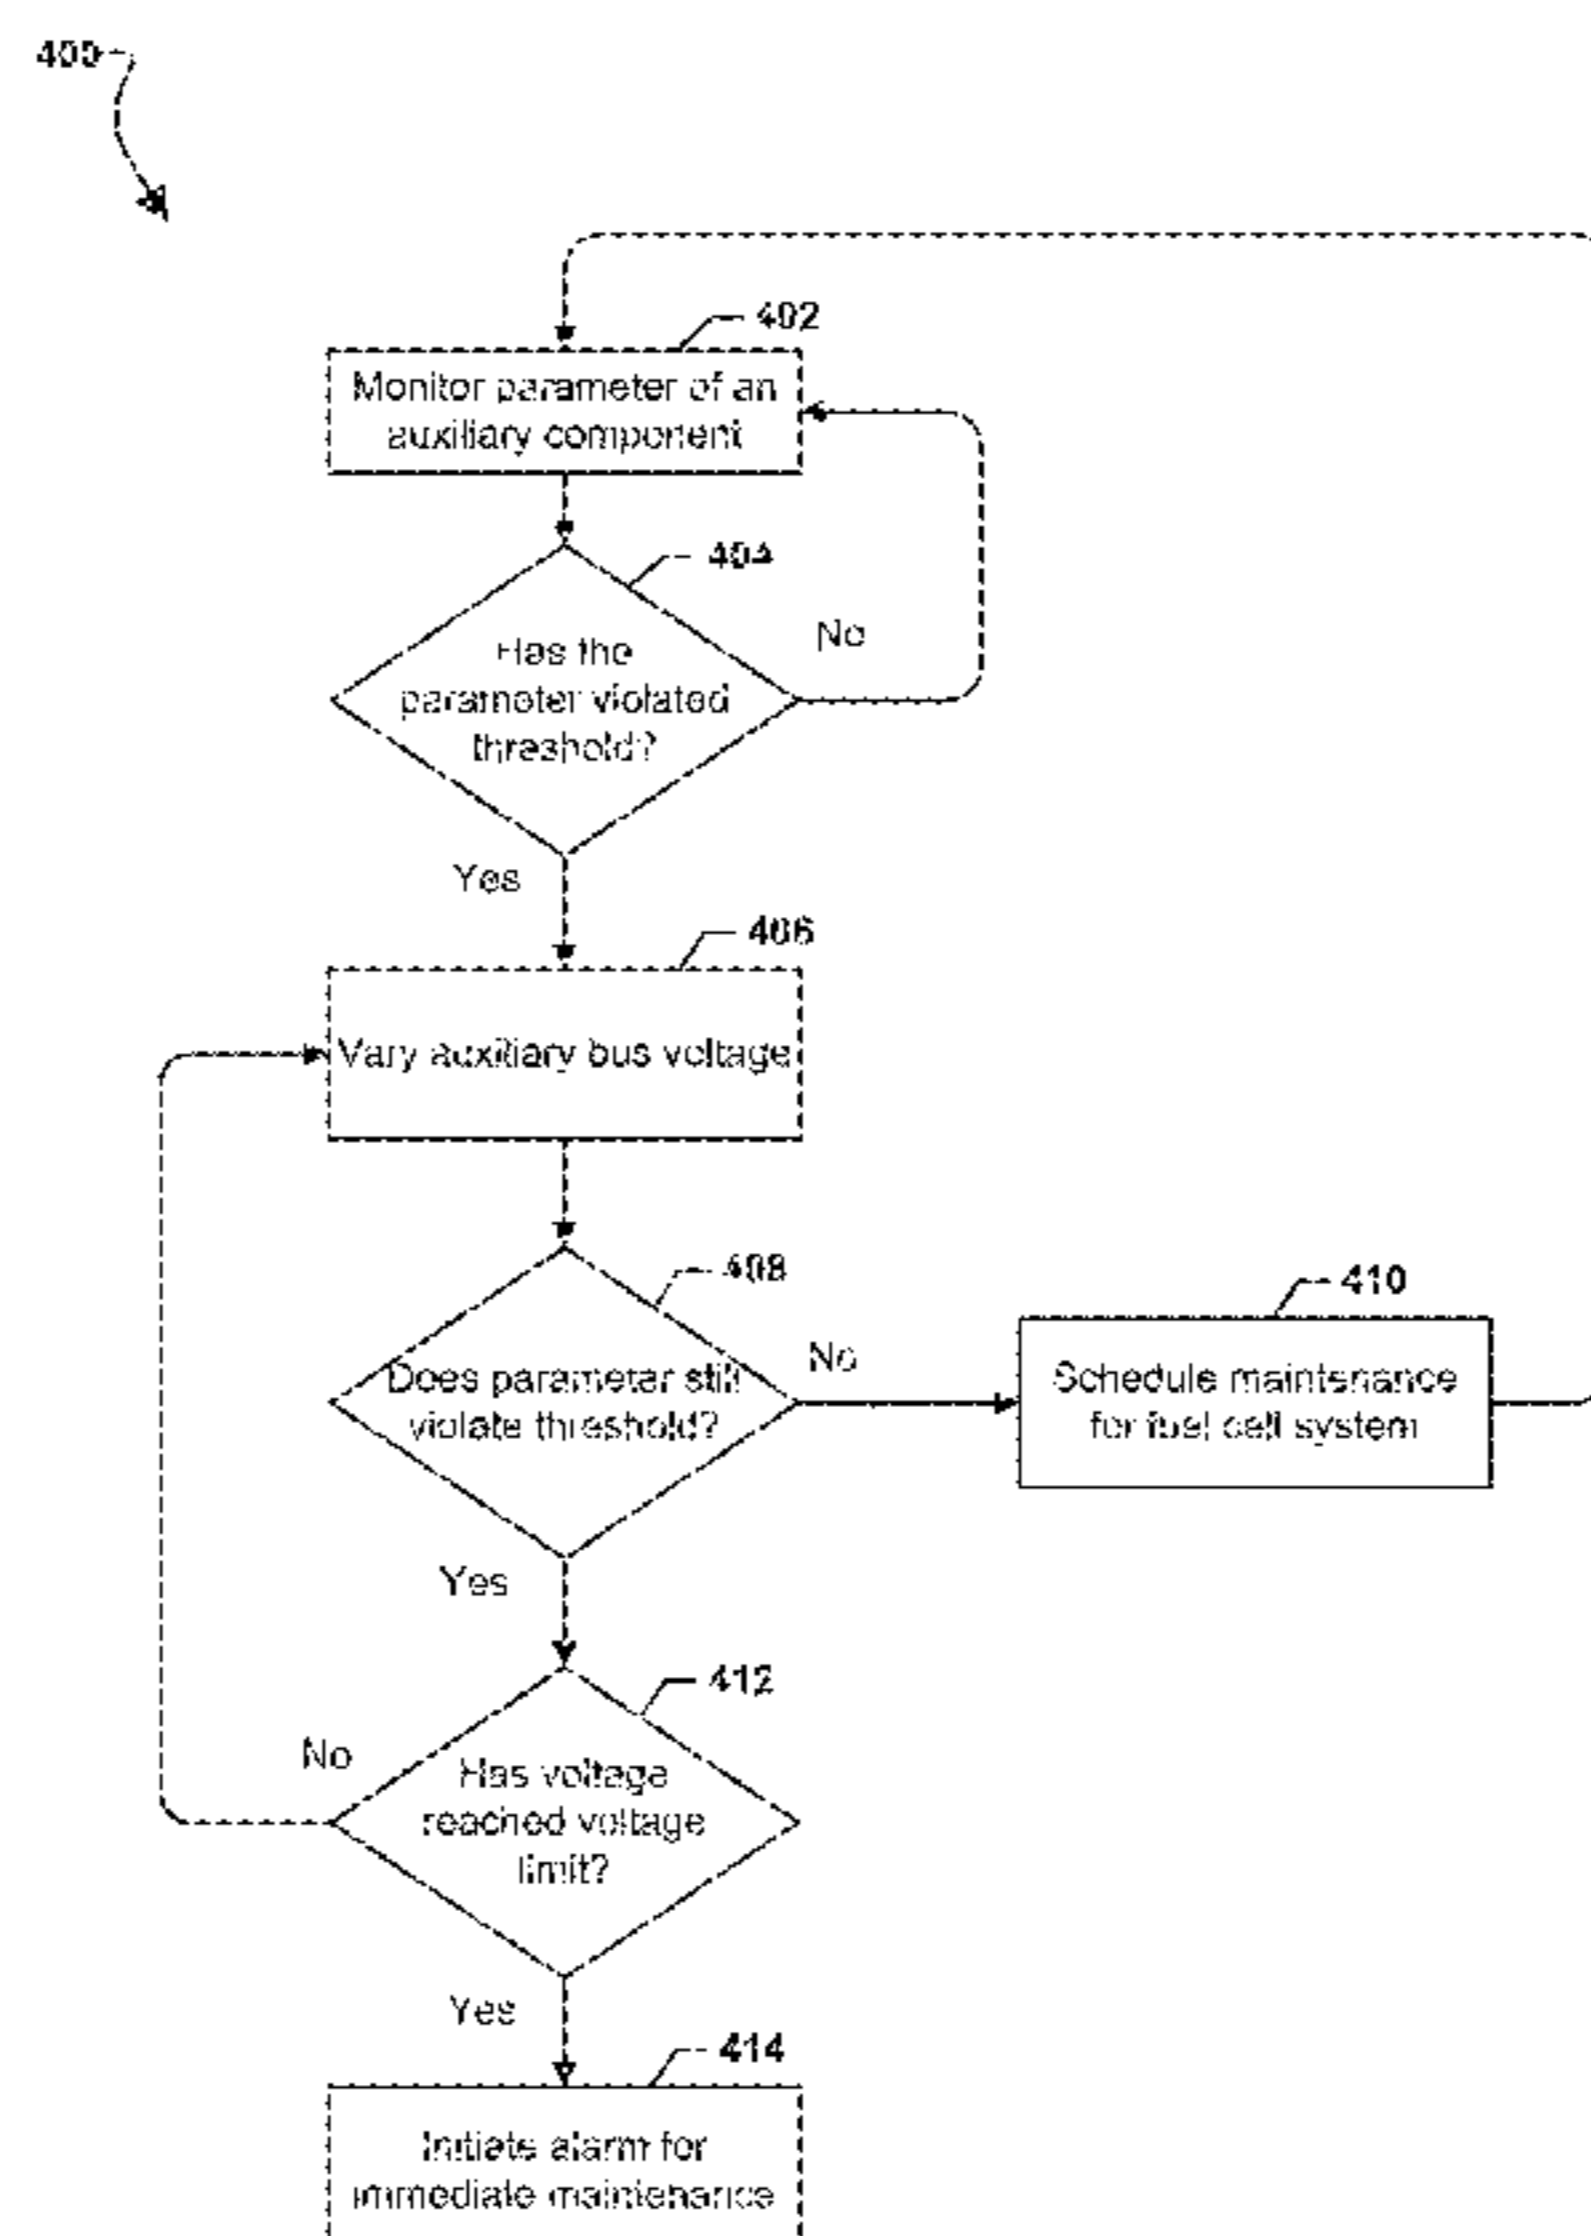 400
402
Monitor parameter of an
auxiliary component
404
Has the
parameter violated
threshold?
No
Yes
406
Vary auxiliary bus voltage
408
Does parameter still
violate threshold?
No
410
Schedule maintenance
for fuel cell system
Yes
412
Has voltage
reached voltage
limit?
No
Yes
414
Initiate alarm for
immediate maintenance